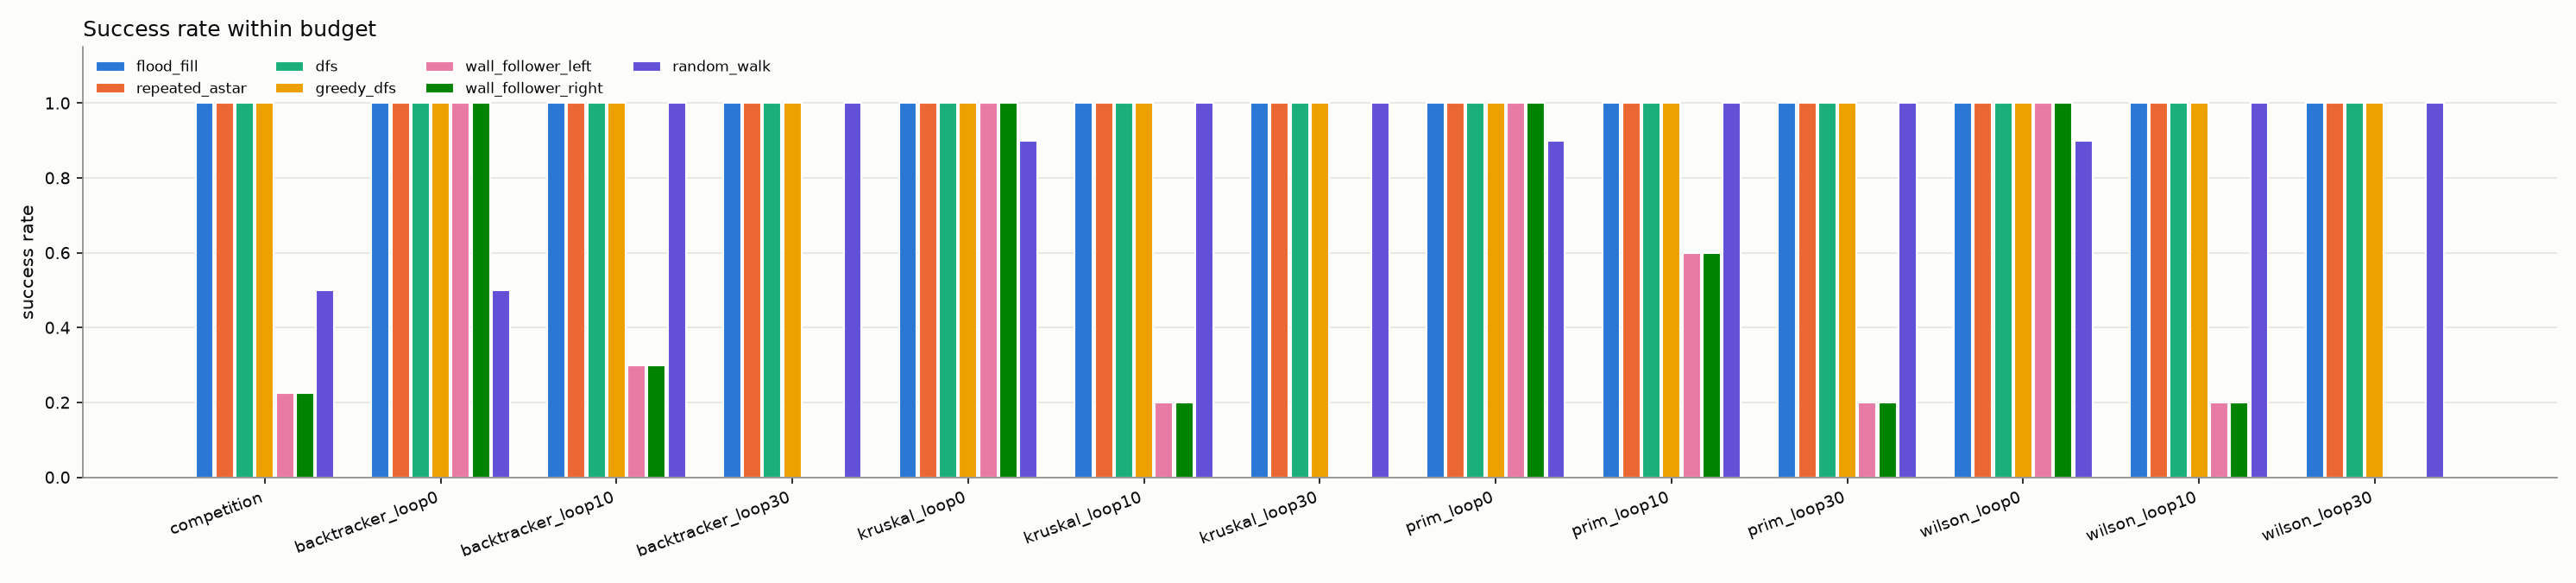 Success rate within budget
flood_fill dfs wall_follower_left random_walk
repeated_astar greedy_dfs wall_follower_right
1.0
0.8
0.6
0.4
0.2
0.0
success rate
competition backtracker_loop0 backtracker_loop10 backtracker_loop30 kruskal_loop0 kruskal_loop10 kruskal_loop30 prim_loop0 prim_loop10 prim_loop30 wilson_loop0 wilson_loop10 wilson_loop30